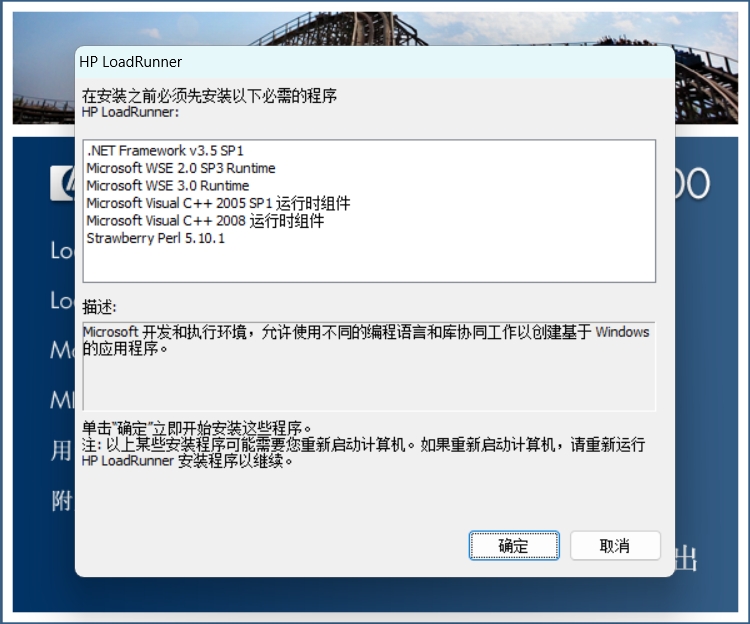 HP LoadRunner
在安装之前必须先安装以下必需的程序
HP LoadRunner:
.NET Framework v3.5 SP1
Microsoft WSE 2.0 SP3 Runtime
Microsoft WSE 3.0 Runtime
Microsoft Visual C++ 2005 SP1 运行时组件
Microsoft Visual C++ 2008 运行时组件
Strawberry Perl 5.10.1
描述:
Microsoft 开发和执行环境，允许使用不同的编程语言和库协同工作以创建基于 Windows
的应用程序。
单击“确定”立即开始安装这些程序。
注: 以上某些安装程序可能需要您重新启动计算机。如果重新启动计算机，请重新运行
HP LoadRunner 安装程序以继续。
确定
取消
00
Lo
Lo
M
用
附
出